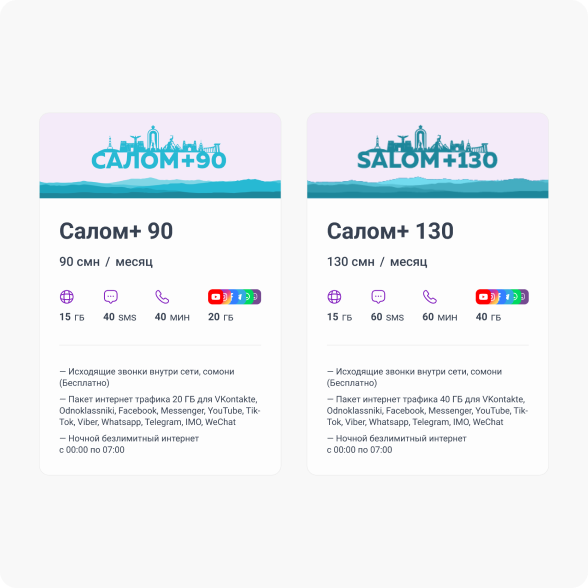 САЛОМ+90
Салом+ 90
90 смн / месяц
15 ГБ 40 SMS 40 МИН 20 ГБ
— Исходящие звонки внутри сети, сомони
(Бесплатно)
— Пакет интернет трафика 20 ГБ для VKontakte,
Odnoklassniki, Facebook, Messenger, YouTube, Tik-
Tok, Viber, Whatsapp, Telegram, IMO, WeChat
— Ночной безлимитный интернет
с 00:00 по 07:00
SALOM+130
Салом+ 130
130 смн / месяц
15 ГБ 60 SMS 60 МИН 40 ГБ
— Исходящие звонки внутри сети, сомони
(Бесплатно)
— Пакет интернет трафика 40 ГБ для VKontakte,
Odnoklassniki, Facebook, Messenger, YouTube, Tik-
Tok, Viber, Whatsapp, Telegram, IMO, WeChat
— Ночной безлимитный интернет
с 00:00 по 07:00